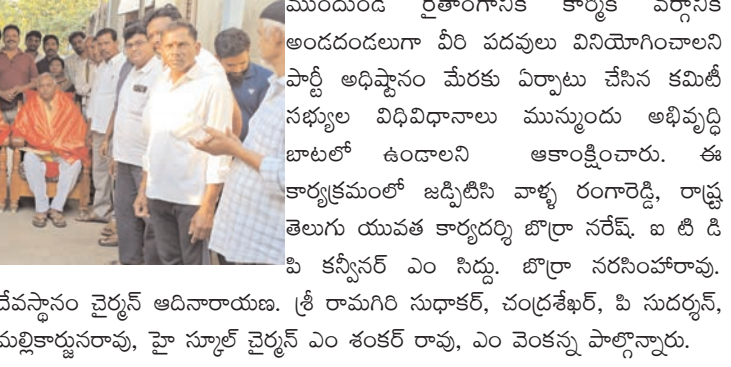 ముందుండి రైతాంగానికి కార్మిక వర్గానికి
అండదండలుగా వీరి పదవులు వినియోగించాలని
పార్టీ అధిష్టానం మేరకు ఏర్పాటు చేసిన కమిటీ
సభ్యుల విధివిధానాలు మున్ముందు అభివృద్ధి
బాటలో ఉండాలని ఆకాంక్షించారు. ఈ
కార్యక్రమంలో జడ్పిటిసి వాళ్ళ రంగారెడ్డి, రాష్ట్ర
తెలుగు యువత కార్యదర్శి బొర్రా నరేష్. ఐ టి డి
పి కన్వీనర్ ఎం సిద్దు. బొర్రా నరసింహారావు.
దేవస్థానం చైర్మన్ ఆదినారాయణ. శ్రీ రామగిరి సుధాకర్, చంద్రశేఖర్, పి సుదర్శన్,
మల్లికార్జునరావు, హై స్కూల్ చైర్మన్ ఎం శంకర్ రావు, ఎం వెంకన్న పాల్గొన్నారు.